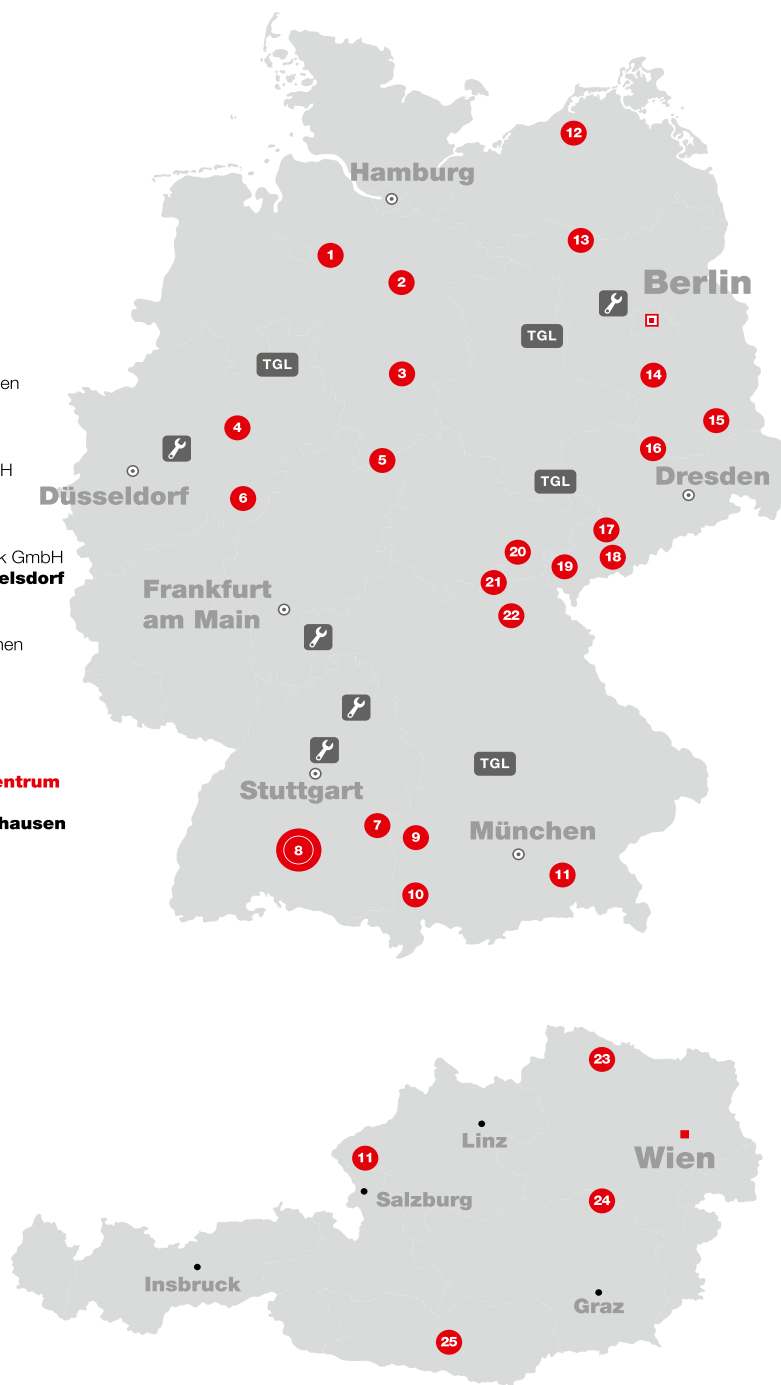 12
Hamburg
13
1
2
Berlin
TGL
TGL
3
14
en
15
4
16
5
H
Dresden
TGL
Düsseldorf
6
17
20
18
k GmbH
19
elsdorf
21
Frankfurt
am Main
22
nen
TGL
entrum
Stuttgart
hausen
7
München
9
8
11
10
23
Linz
Wien
11
Salzburg
24
Insbruck
Graz
25